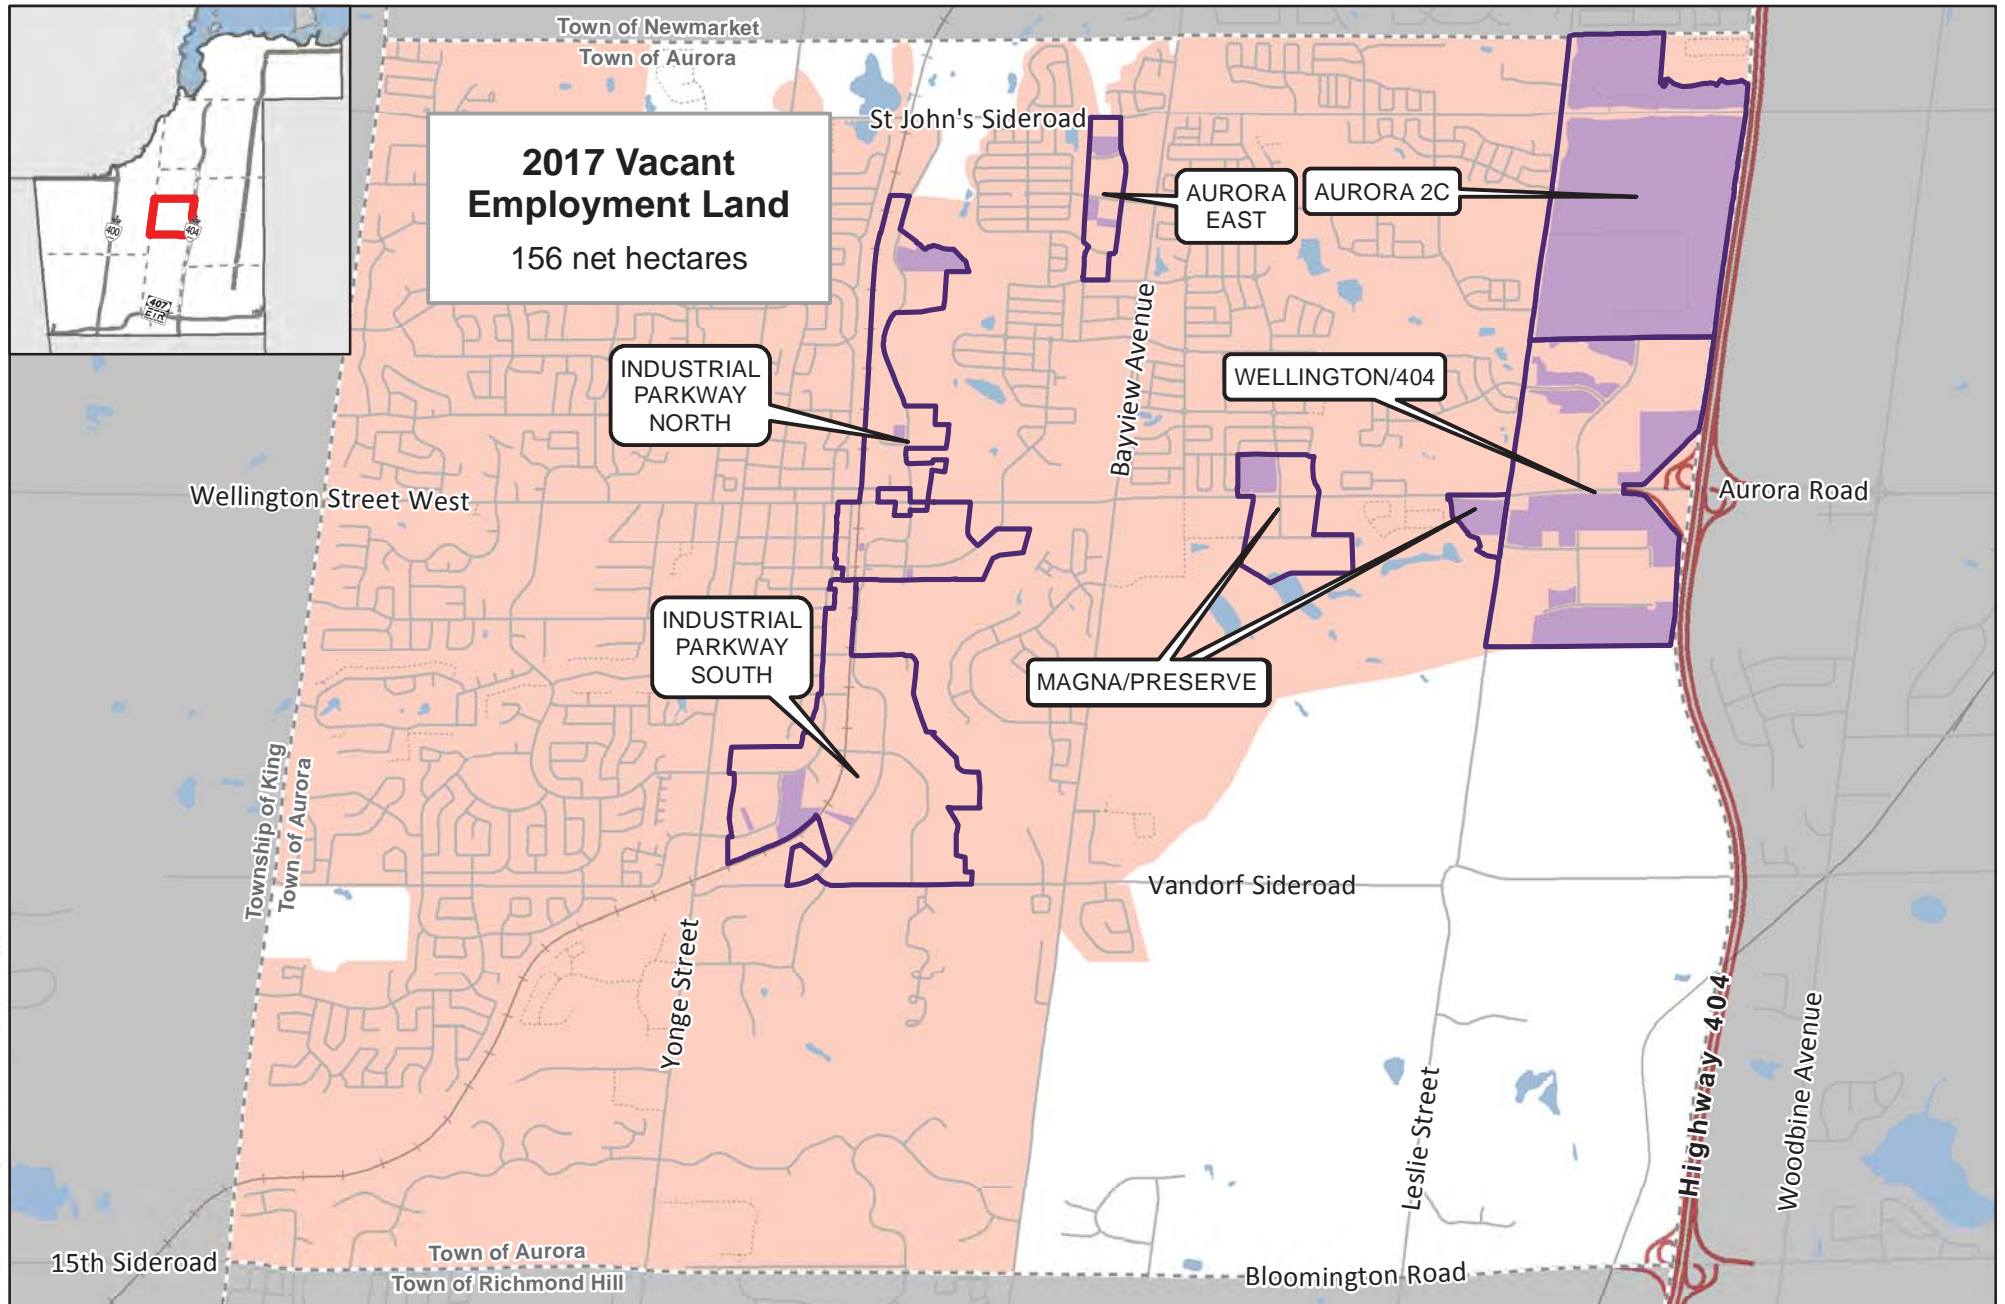 Town of Newmarket
Town of Aurora
2017 Vacant
Employment Land
156 net hectares
400
404
407
ETR
St John's Sideroad
AURORA
EAST
AURORA 2C
INDUSTRIAL
PARKWAY
NORTH
Bayview Avenue
WELLINGTON/404
Wellington Street West
Aurora Road
INDUSTRIAL
PARKWAY
SOUTH
MAGNA/PRESERVE
Township of King
Town of Aurora
Vandorf Sideroad
Yonge Street
Leslie Street
Highway 404
Woodbine Avenue
15th Sideroad
Town of Aurora
Town of Richmond Hill
Bloomington Road